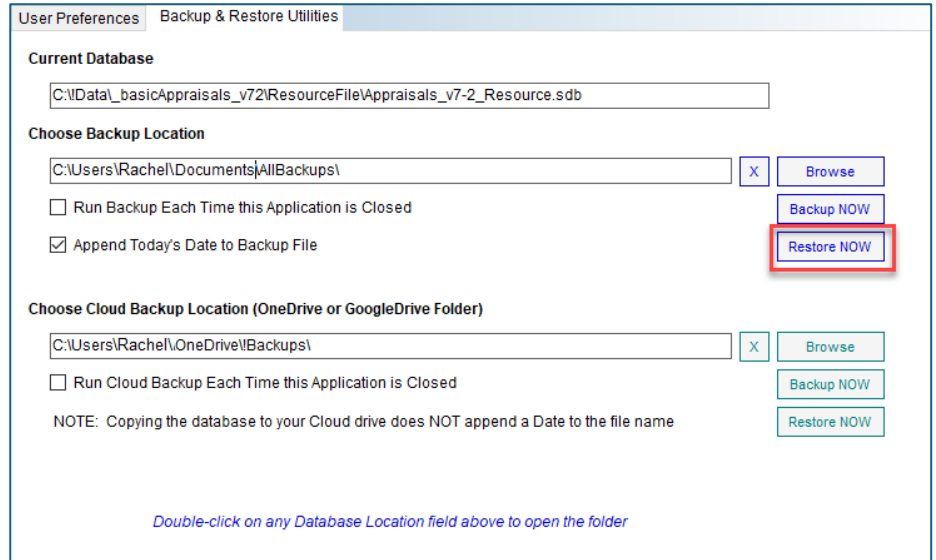 User Preferences Backup & Restore Utilities
Current Database
C:\!Data\_basicAppraisals_v72\ResourceFile\Appraisals_v7-2_Resource.sdb
Choose Backup Location
C:\Users\Rachel\Documents\AllBackups\ X Browse
Run Backup Each Time this Application is Closed Backup NOW
Append Today's Date to Backup File Restore NOW
Choose Cloud Backup Location (OneDrive or GoogleDrive Folder)
C:\Users\Rachel\OneDrive\!Backups\ X Browse
Run Cloud Backup Each Time this Application is Closed Backup NOW
NOTE: Copying the database to your Cloud drive does NOT append a Date to the file name Restore NOW
Double-click on any Database Location field above to open the folder